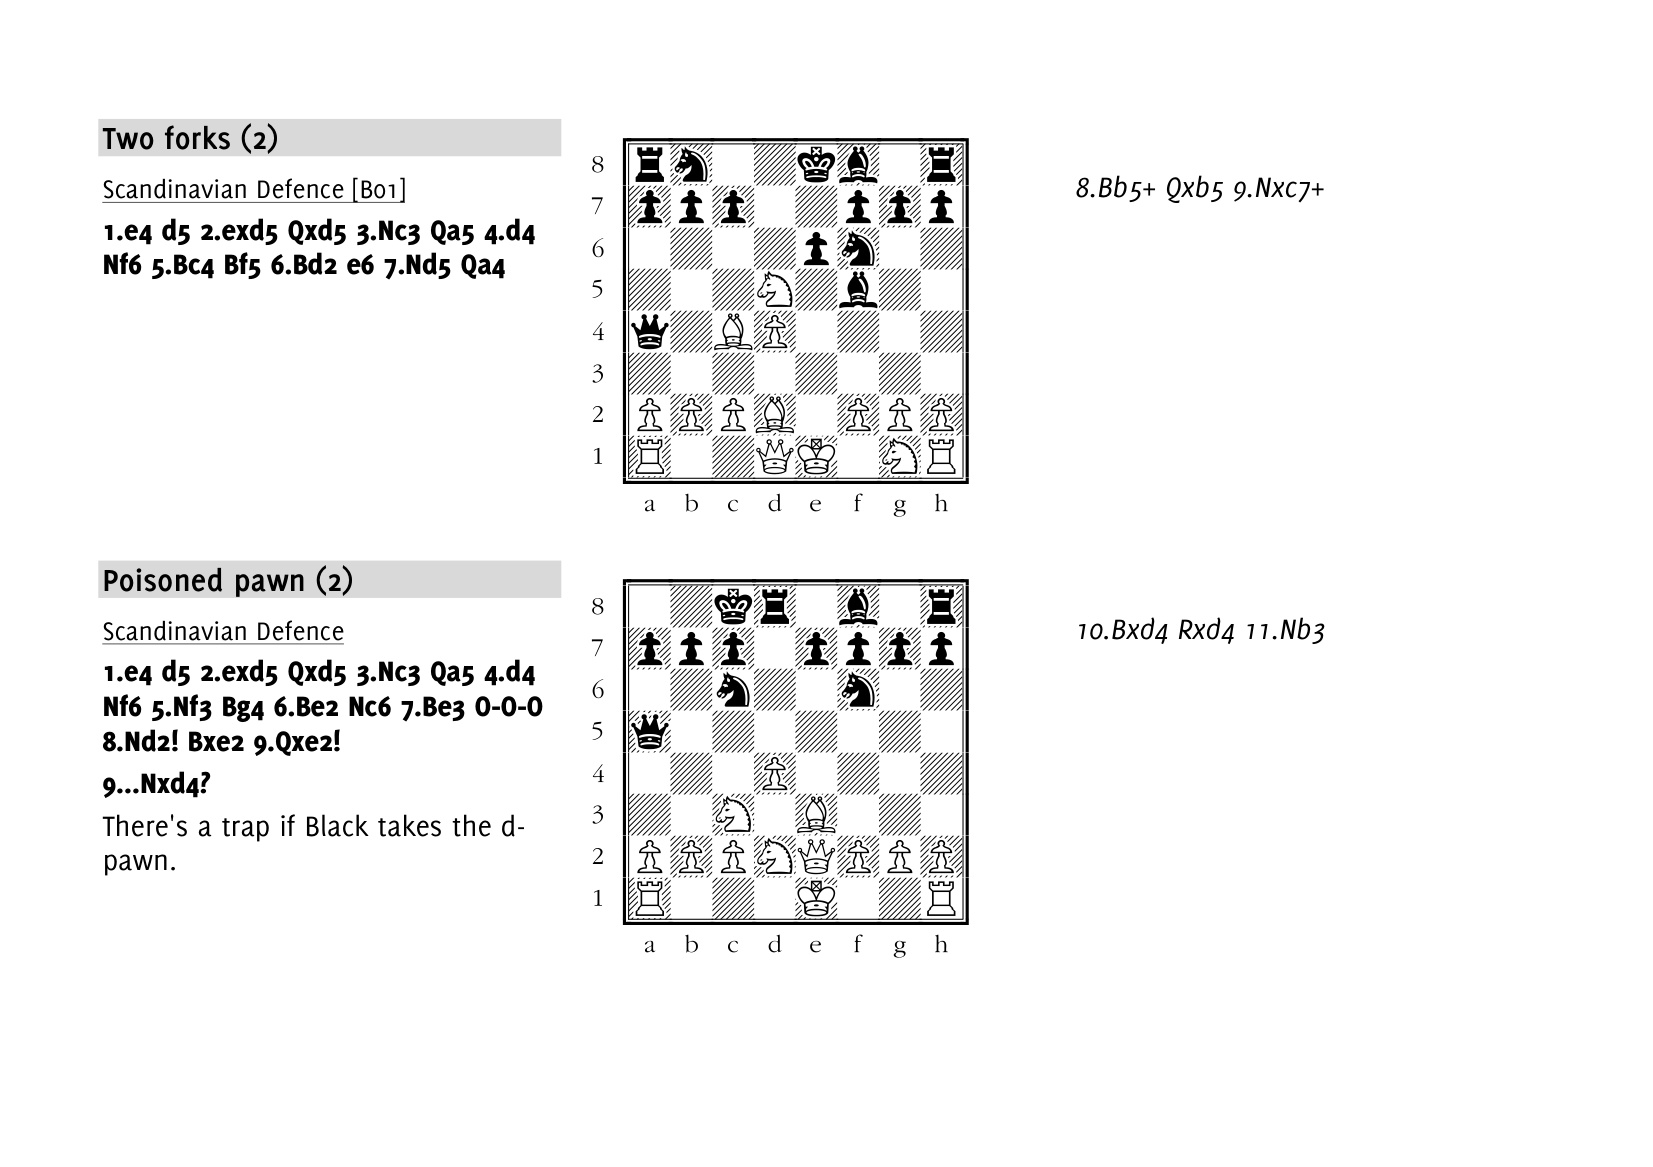 Two forks (2)
Scandinavian Defence [B01]
1.e4 d5 2.exd5 Qxd5 3.Nc3 Qa5 4.d4
Nf6 5.Bc4 Bf5 6.Bd2 e6 7.Nd5 Qa4
8
7
6
5
4
3
2
1
a b c d e f g h
8.Bb5+ Qxb5 9.Nxc7+
Poisoned pawn (2)
Scandinavian Defence
1.e4 d5 2.exd5 Qxd5 3.Nc3 Qa5 4.d4
Nf6 5.Nf3 Bg4 6.Be2 Nc6 7.Be3 O-O-O
8.Nd2! Bxe2 9.Qxe2!
9...Nxd4?
There's a trap if Black takes the d-
pawn.
8
7
6
5
4
3
2
1
a b c d e f g h
10.Bxd4 Rxd4 11.Nb3